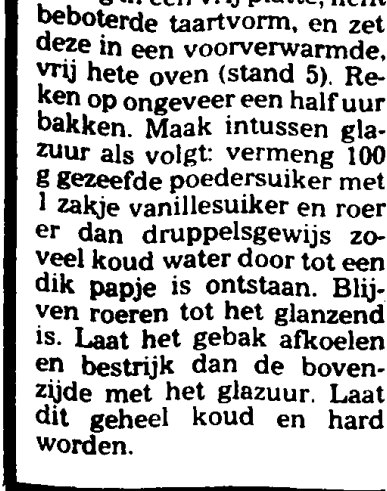 beboterde taartvorm, en zet
deze in een voorverwarmde,
vrij hete oven (stand 5). Re-
ken op ongeveer een half uur
bakken. Maak intussen gla-
zuur als volgt: vermeng 100
g gezeefde poedersuiker met
1 zakje vanillesuiker en roer
er dan druppelsgewijs zo-
veel koud water door tot een
dik papje is ontstaan. Blij-
ven roeren tot het glanzend
is. Laat het gebak afkoelen
en bestrijk dan de boven-
zijde met het glazuur. Laat
dit geheel koud en hard
worden.